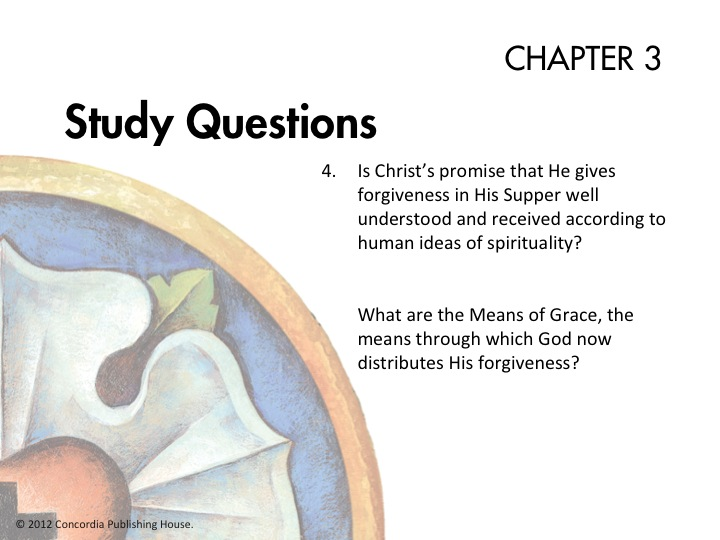 CHAPTER 3
Study Questions
4. Is Christ’s promise that He gives
forgiveness in His Supper well
understood and received according to
human ideas of spirituality?
What are the Means of Grace, the
means through which God now
distributes His forgiveness?
© 2012 Concordia Publishing House.